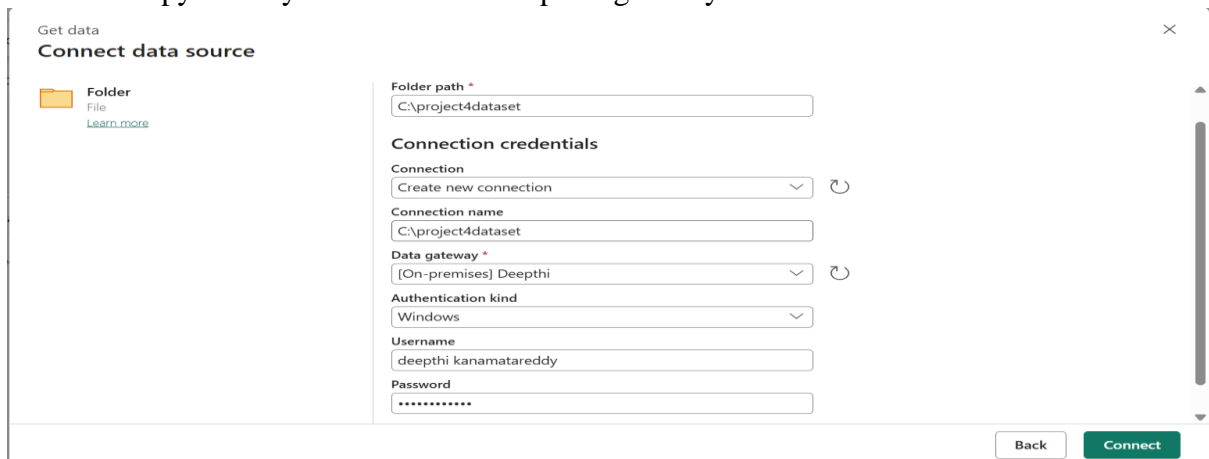 Get data
Connect data source
Folder
File
Learn more
Folder path *
C:\project4dataset
Connection credentials
Connection
Create new connection
Connection name
C:\project4dataset
Data gateway *
[On-premises] Deepthi
Authentication kind
Windows
Username
deepthi kanamatareddy
Password
••••••••••••
Back
Connect